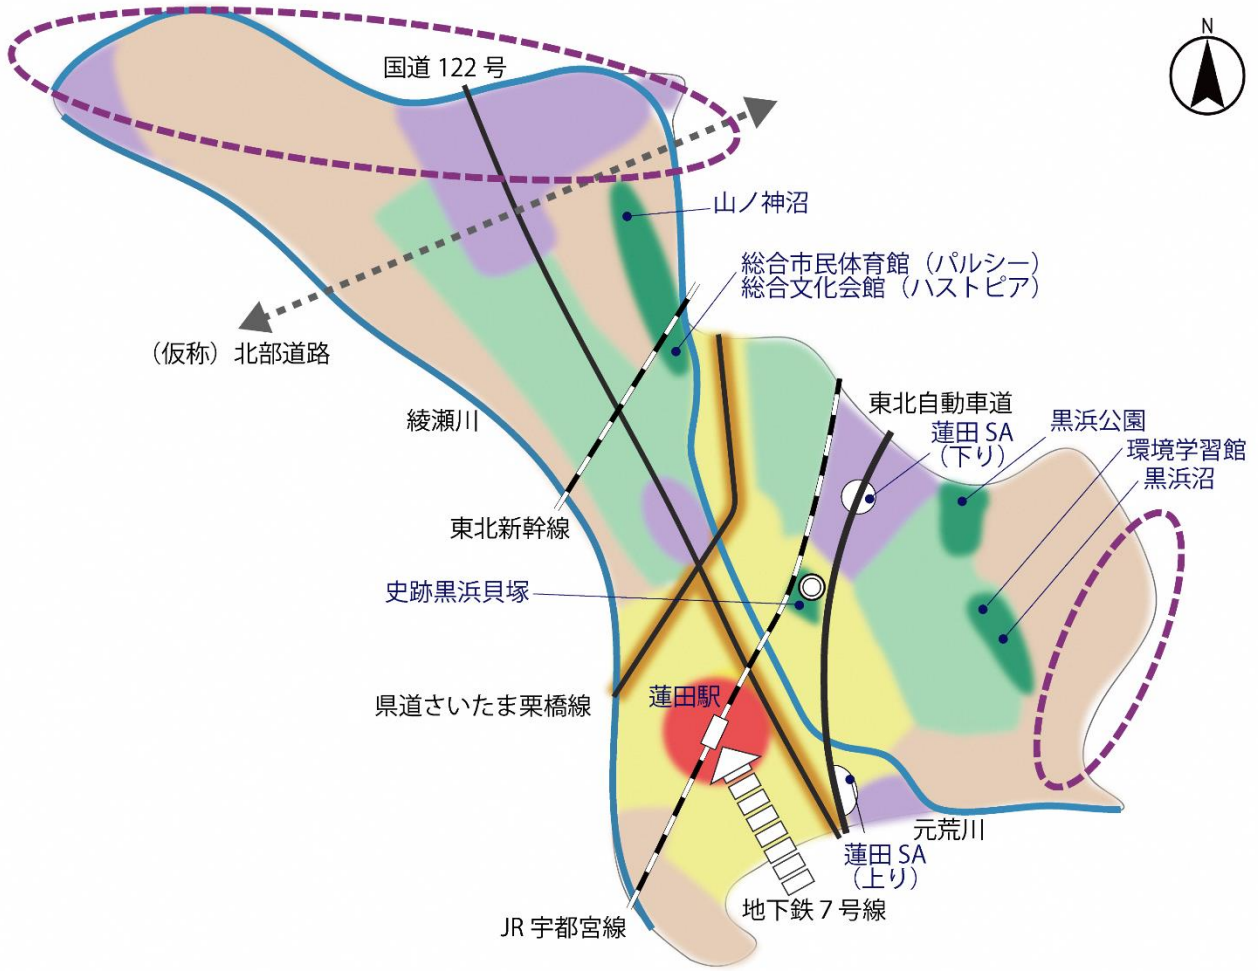 N
国道 122 号
山ノ神沼
総合市民体育館（パルシー）
総合文化会館（ハストピア）
（仮称）北部道路
綾瀬川
東北自動車道
蓮田 SA
（下り）
黒浜公園
環境学習館
黒浜沼
東北新幹線
史跡黒浜貝塚
県道さいたま栗橋線
蓮田駅
元荒川
蓮田 SA
（上り）
地下鉄 7 号線
JR 宇都宮線